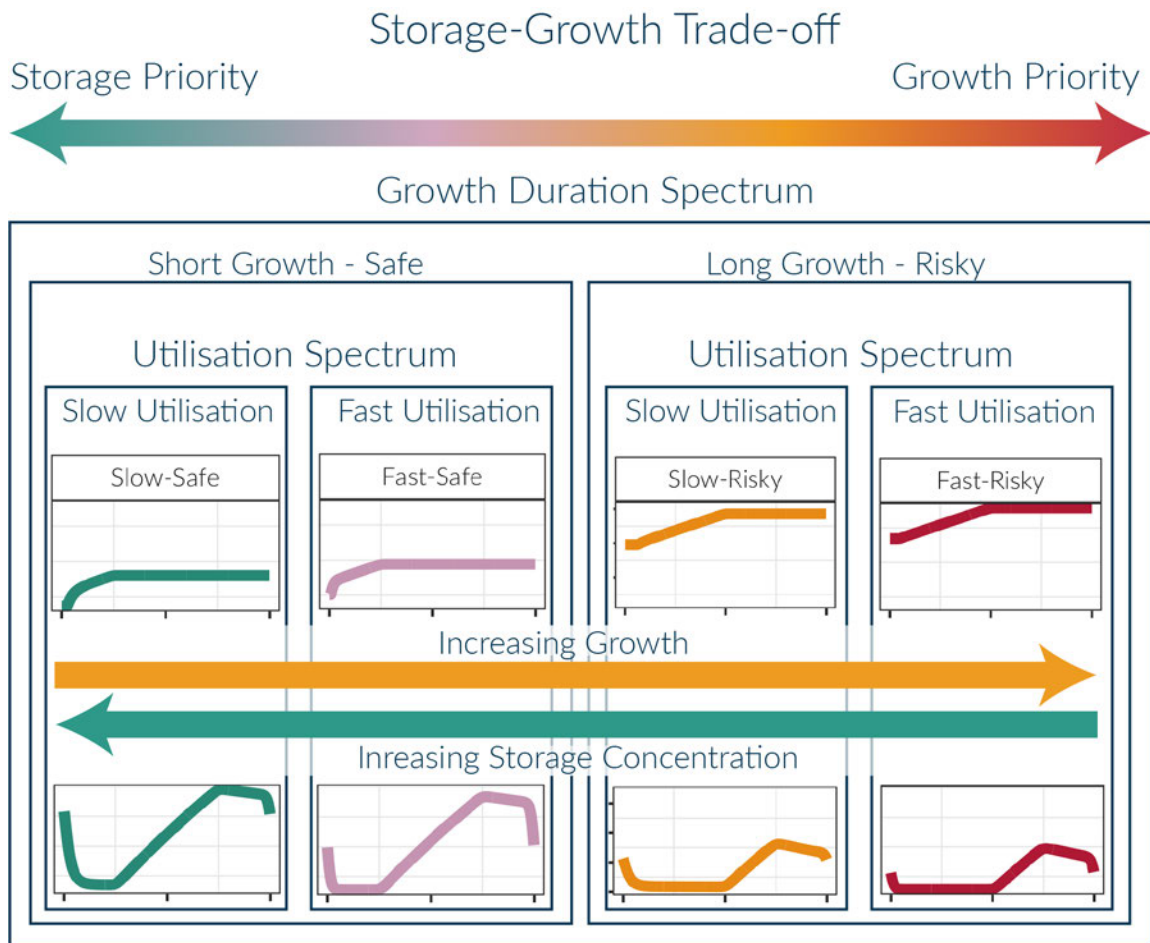 Storage-Growth Trade-off
Storage Priority
Growth Priority
Growth Duration Spectrum
Short Growth - Safe
Long Growth - Risky
Utilisation Spectrum
Utilisation Spectrum
Slow Utilisation
Fast Utilisation
Slow Utilisation
Fast Utilisation
Slow-Safe
Fast-Safe
Slow-Risky
Fast-Risky
Increasing Growth
Inreasing Storage Concentration